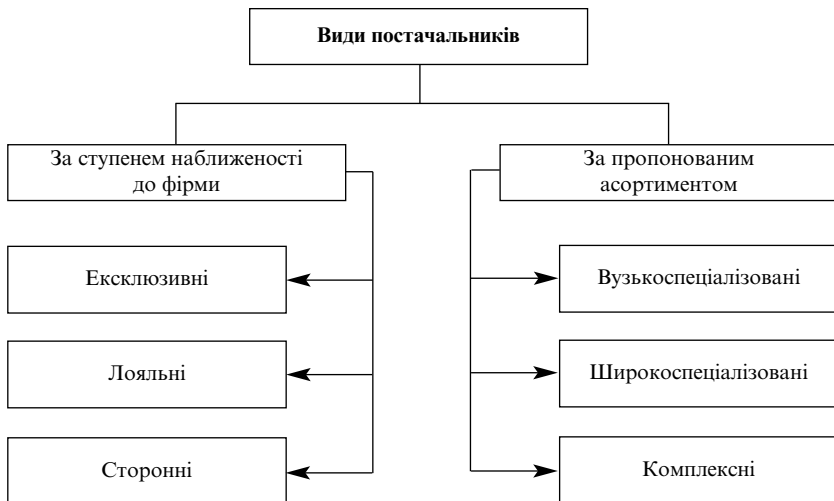 Види постачальників
За ступенем наближеності
до фірми
Ексклюзивні
Лояльні
Сторонні
За пропонованим
асортиментом
Вузькоспеціалізовані
Широкоспеціалізовані
Комплексні